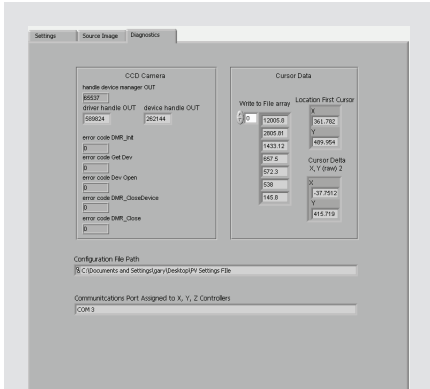 Settings
Source Image
Diagnostics
CCD Camera
handle device manager OUT
65537
driver handle OUT
device handle OUT
589824
262144
error code DMR_Init
0
error code Get Dev
0
error code Dev Open
0
error code DMR_CloseDevice
0
error code DMR_Close
0
Cursor Data
Write to File array
0
12005.8
2805.81
1433.12
657.5
572.3
538
145.8
Location First Cursor
X
361.782
Y
489.954
Cursor Delta
X, Y (raw) 2
X
-37.7512
Y
415.719
Configuration File Path
C:\Documents and Settings\gary\Desktop\PV Settings File
Communitcations Port Assigned to X, Y, Z Controllers
COM 3